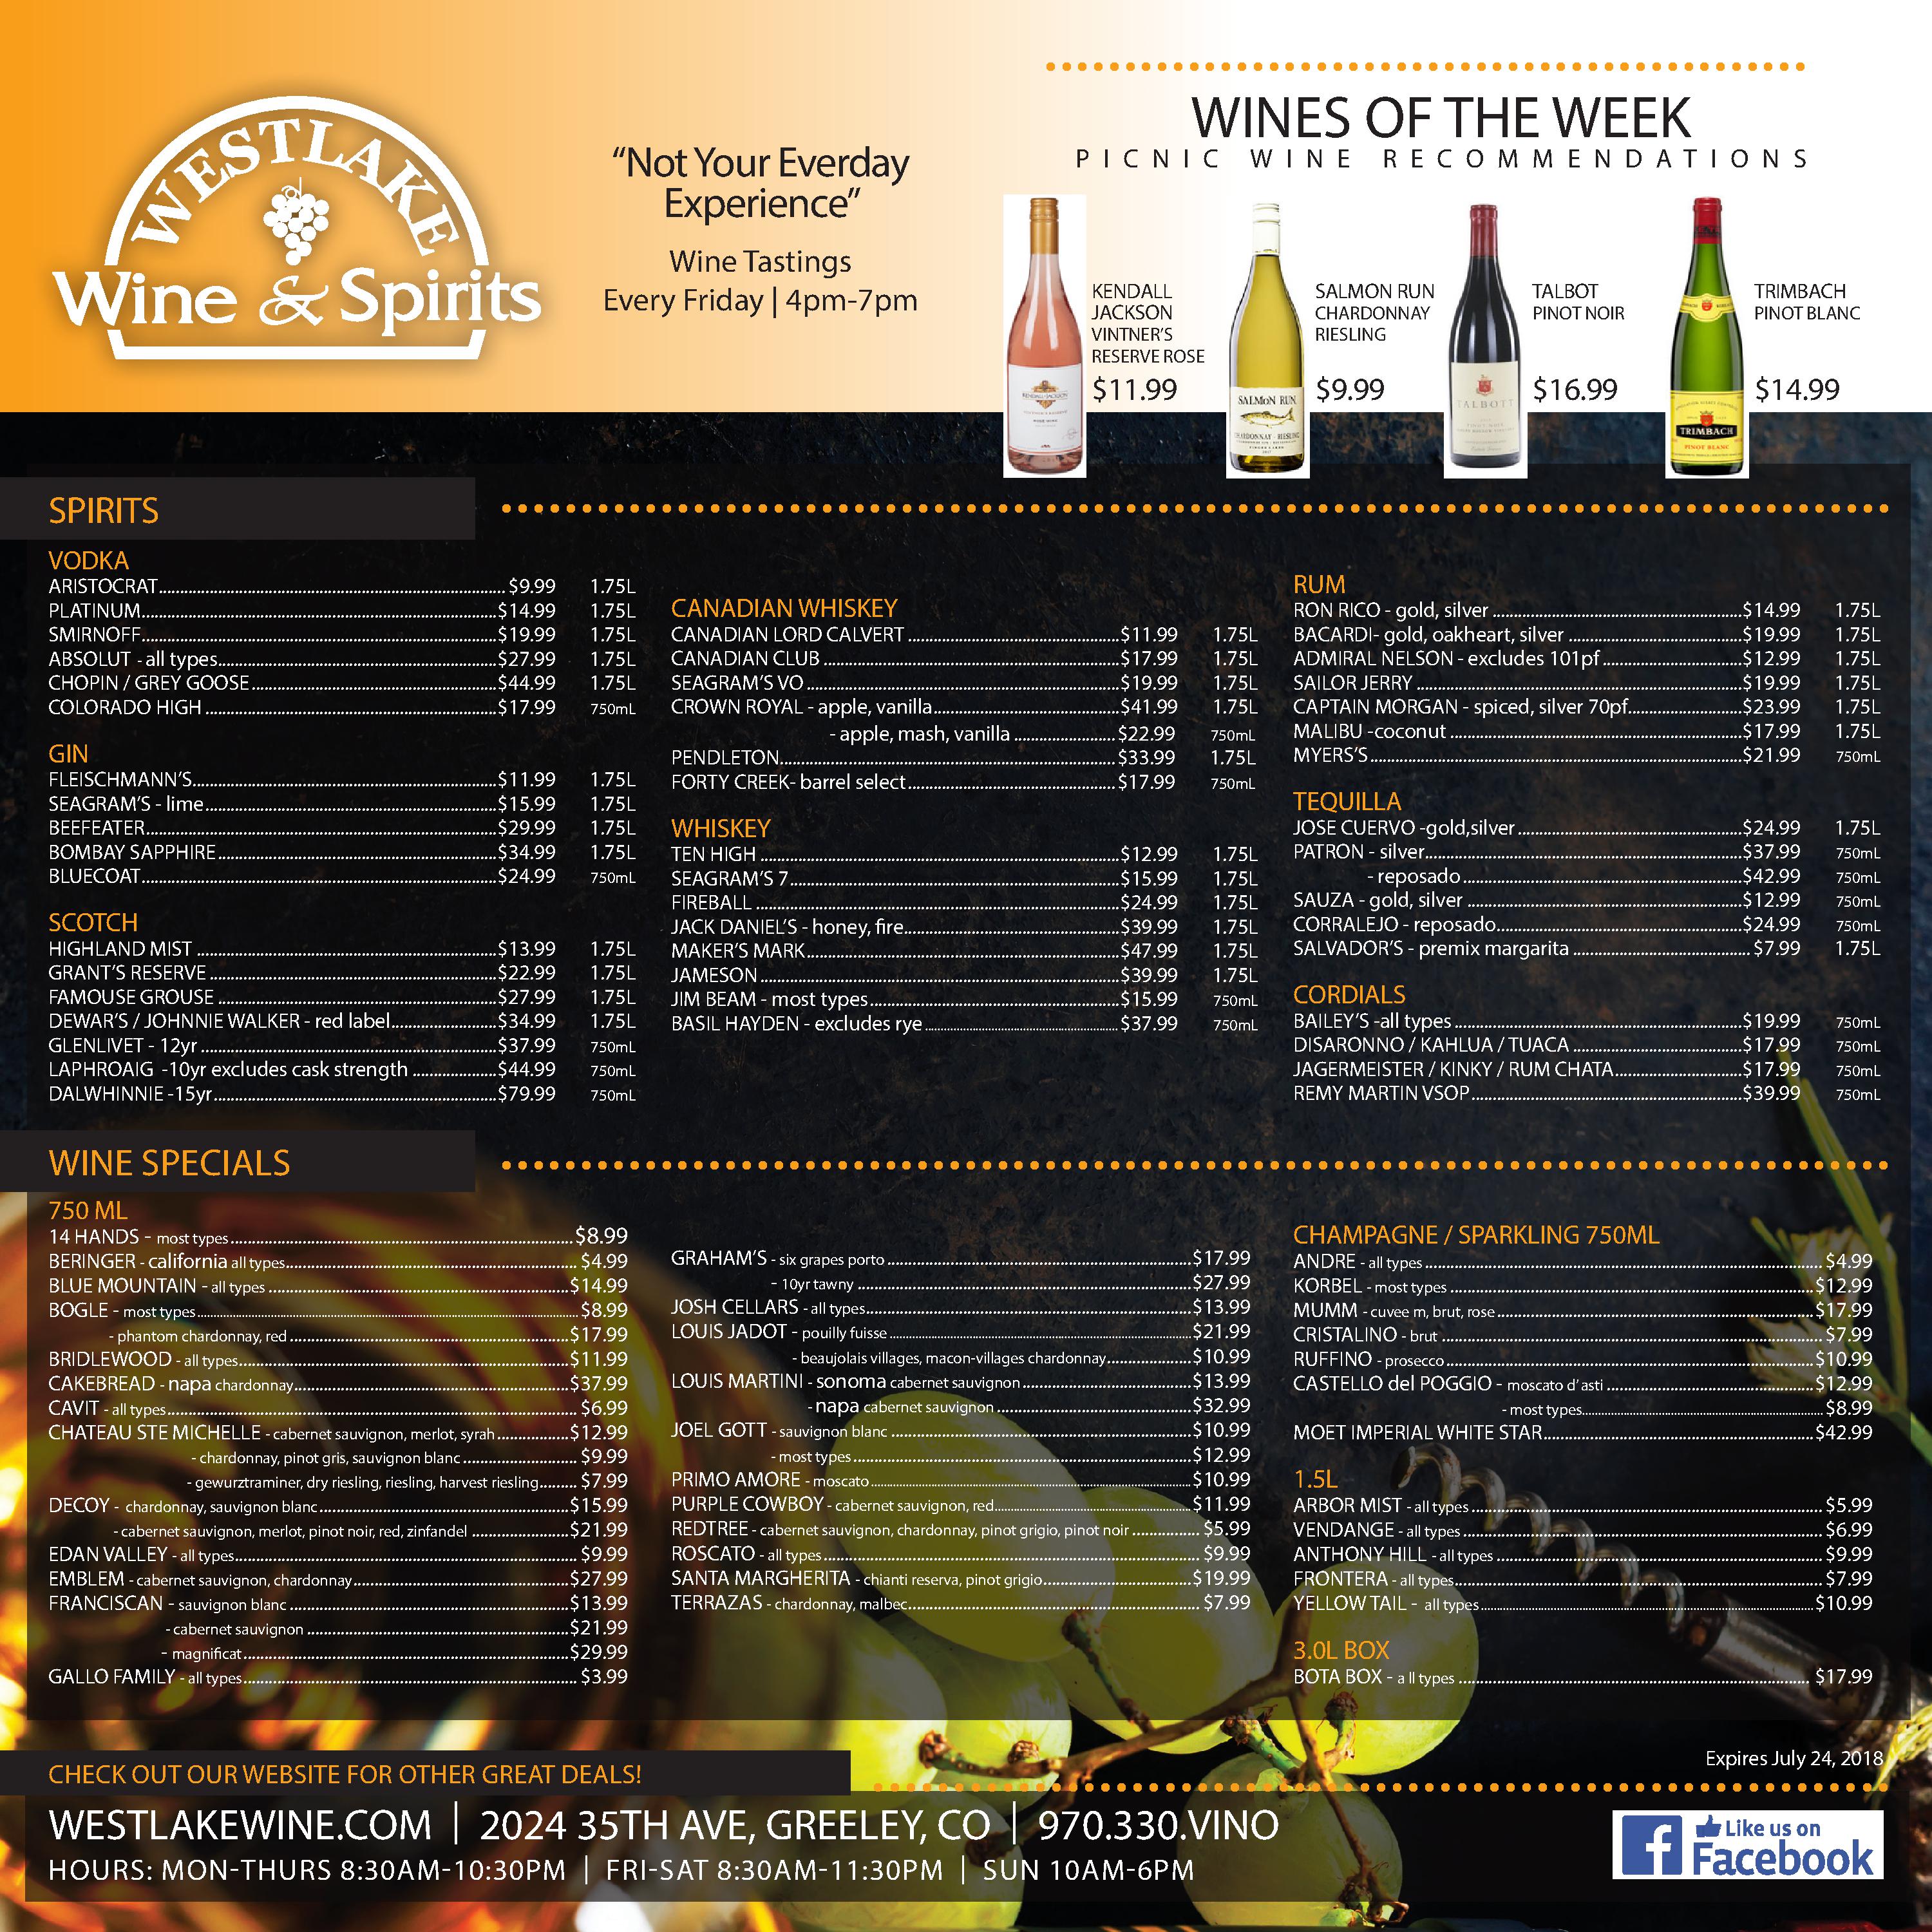 WESTLAKE
Wine & Spirits
"Not Your Everday
Experience"
Wine Tastings
Every Friday | 4pm-7pm
WINES OF THE WEEK
PICNIC WINE RECOMMENDATIONS
KENDALL
JACKSON
VINTNER'S
RESERVE ROSE
$11.99
SALMON RUN
CHARDONNAY
RIESLING
$9.99
TALBOT
PINOT NOIR
$16.99
TRIMBACH
PINOT BLANC
$14.99
KENDALL-JACKSON
SALMON RUN
CHARDONNAY - RIESLING
TALBOTT
TRIMBACH
PINOT BLANC
SPIRITS
VODKA
ARISTOCRAT $9.99 1.75L
PLATINUM $14.99 1.75L
SMIRNOFF $19.99 1.75L
ABSOLUT - all types $27.99 1.75L
CHOPIN / GREY GOOSE $44.99 1.75L
COLORADO HIGH $17.99 750mL
GIN
FLEISCHMANN'S $11.99 1.75L
SEAGRAM'S - lime $15.99 1.75L
BEEFEATER $29.99 1.75L
BOMBAY SAPPHIRE $34.99 1.75L
BLUECOAT $24.99 750mL
SCOTCH
HIGHLAND MIST $13.99 1.75L
GRANT'S RESERVE $22.99 1.75L
FAMOUSE GROUSE $27.99 1.75L
DEWAR'S / JOHNNIE WALKER - red label $34.99 1.75L
GLENLIVET - 12yr $37.99 750mL
LAPHROAIG -10yr excludes cask strength $44.99 750mL
DALWHINNIE -15yr $79.99 750mL
CANADIAN WHISKEY
CANADIAN LORD CALVERT $11.99 1.75L
CANADIAN CLUB $17.99 1.75L
SEAGRAM'S VO $19.99 1.75L
CROWN ROYAL - apple, vanilla $41.99 1.75L
- apple, mash, vanilla $22.99 750mL
PENDLETON $33.99 1.75L
FORTY CREEK- barrel select $17.99 750mL
WHISKEY
TEN HIGH $12.99 1.75L
SEAGRAM'S 7 $15.99 1.75L
FIREBALL $24.99 1.75L
JACK DANIEL'S - honey, fire $39.99 1.75L
MAKER'S MARK $47.99 1.75L
JAMESON $39.99 1.75L
JIM BEAM - most types $15.99 750mL
BASIL HAYDEN - excludes rye $37.99 750mL
RUM
RON RICO - gold, silver $14.99 1.75L
BACARDI- gold, oakheart, silver $19.99 1.75L
ADMIRAL NELSON - excludes 101pf $12.99 1.75L
SAILOR JERRY $19.99 1.75L
CAPTAIN MORGAN - spiced, silver 70pf $23.99 1.75L
MALIBU -coconut $17.99 1.75L
MYERS'S $21.99 750mL
TEQUILLA
JOSE CUERVO -gold,silver $24.99 1.75L
PATRON - silver $37.99 750mL
- reposado $42.99 750mL
SAUZA - gold, silver $12.99 750mL
CORRALEJO - reposado $24.99 750mL
SALVADOR'S - premix margarita $7.99 1.75L
CORDIALS
BAILEY'S -all types $19.99 750mL
DISARONNO / KAHLUA / TUACA $17.99 750mL
JAGERMEISTER / KINKY / RUM CHATA $17.99 750mL
REMY MARTIN VSOP $39.99 750mL
WINE SPECIALS
750 ML
14 HANDS - most types $8.99
BERINGER - california all types $4.99
BLUE MOUNTAIN - all types $14.99
BOGLE - most types $8.99
- phantom chardonnay, red $17.99
BRIDLEWOOD - all types $11.99
CAKEBREAD - napa chardonnay $37.99
CAVIT - all types $6.99
CHATEAU STE MICHELLE - cabernet sauvignon, merlot, syrah $12.99
- chardonnay, pinot gris, sauvignon blanc $9.99
- gewurztraminer, dry riesling, riesling, harvest riesling $7.99
DECOY - chardonnay, sauvignon blanc $15.99
- cabernet sauvignon, merlot, pinot noir, red, zinfandel $21.99
EDAN VALLEY - all types $9.99
EMBLEM - cabernet sauvignon, chardonnay $27.99
FRANCISCAN - sauvignon blanc $13.99
- cabernet sauvignon $21.99
- magnificat $29.99
GALLO FAMILY - all types $3.99
GRAHAM'S - six grapes porto $17.99
- 10yr tawny $27.99
JOSH CELLARS - all types $13.99
LOUIS JADOT - pouilly fuisse $21.99
- beaujolais villages, macon-villages chardonnay $10.99
LOUIS MARTINI - sonoma cabernet sauvignon $13.99
- napa cabernet sauvignon $32.99
JOEL GOTT - sauvignon blanc $10.99
- most types $12.99
PRIMO AMORE - moscato $10.99
PURPLE COWBOY - cabernet sauvignon, red $11.99
REDTREE - cabernet sauvignon, chardonnay, pinot grigio, pinot noir $5.99
ROSCATO - all types $9.99
SANTA MARGHERITA - chianti reserva, pinot grigio $19.99
TERRAZAS - chardonnay, malbec $7.99
CHAMPAGNE / SPARKLING 750ML
ANDRE - all types $4.99
KORBEL - most types $12.99
MUMM - cuvee m, brut, rose $17.99
CRISTALINO - brut $7.99
RUFFINO - prosecco $10.99
CASTELLO del POGGIO - moscato d'asti $12.99
- most types $8.99
MOET IMPERIAL WHITE STAR $42.99
1.5L
ARBOR MIST - all types $5.99
VENDANGE - all types $6.99
ANTHONY HILL - all types $9.99
FRONTERA - all types $7.99
YELLOW TAIL - all types $10.99
3.0L BOX
BOTA BOX - all types $17.99
Expires July 24, 2018
CHECK OUT OUR WEBSITE FOR OTHER GREAT DEALS!
WESTLAKEWINE.COM | 2024 35TH AVE, GREELEY, CO | 970.330.VINO
HOURS: MON-THURS 8:30AM-10:30PM | FRI-SAT 8:30AM-11:30PM | SUN 10AM-6PM
f Like us on
Facebook